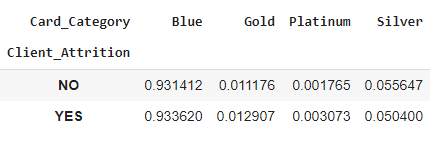 Card_Category Blue Gold Platinum Silver
Client_Attrition
NO 0.931412 0.011176 0.001765 0.055647
YES 0.933620 0.012907 0.003073 0.050400